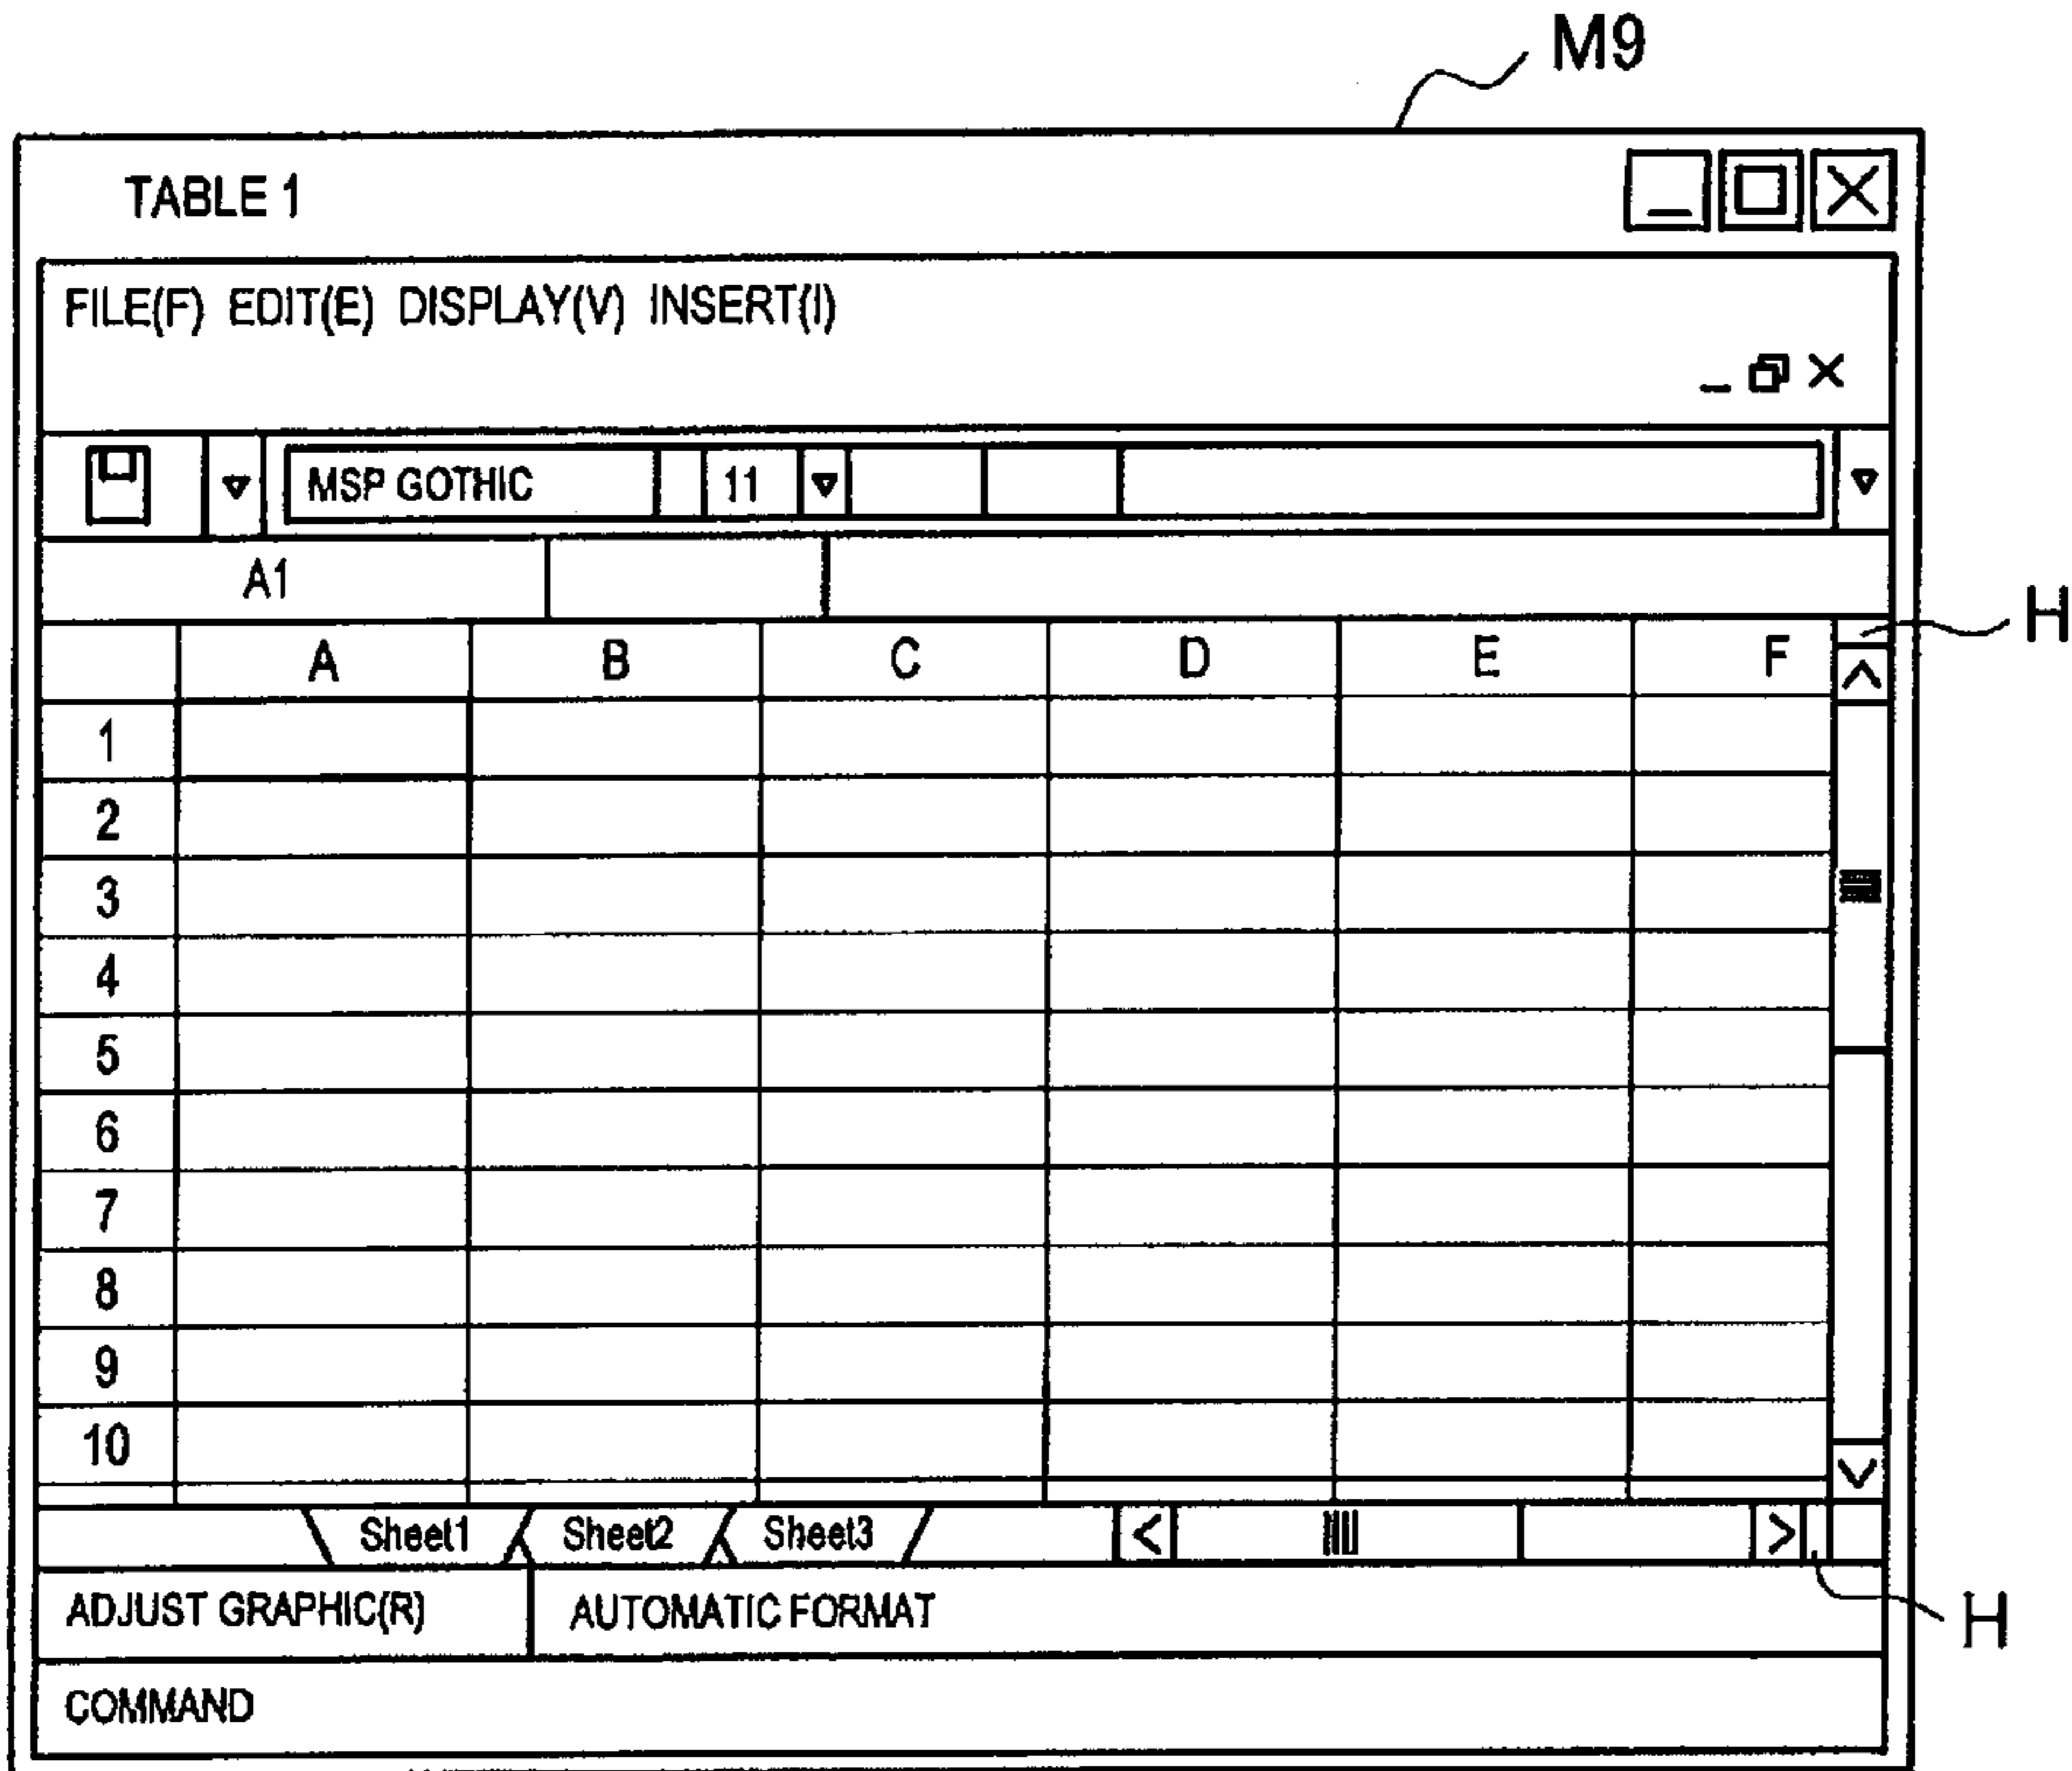 M9
TABLE 1
FILE(F) EDIT(E) DISPLAY(V) INSERT(I)
MSP GOTHIC 11
A1
H
A B C D E F
1
2
3
4
5
6
7
8
9
10
Sheet1 Sheet2 Sheet3
ADJUST GRAPHIC(R) AUTOMATIC FORMAT
H
COMMAND